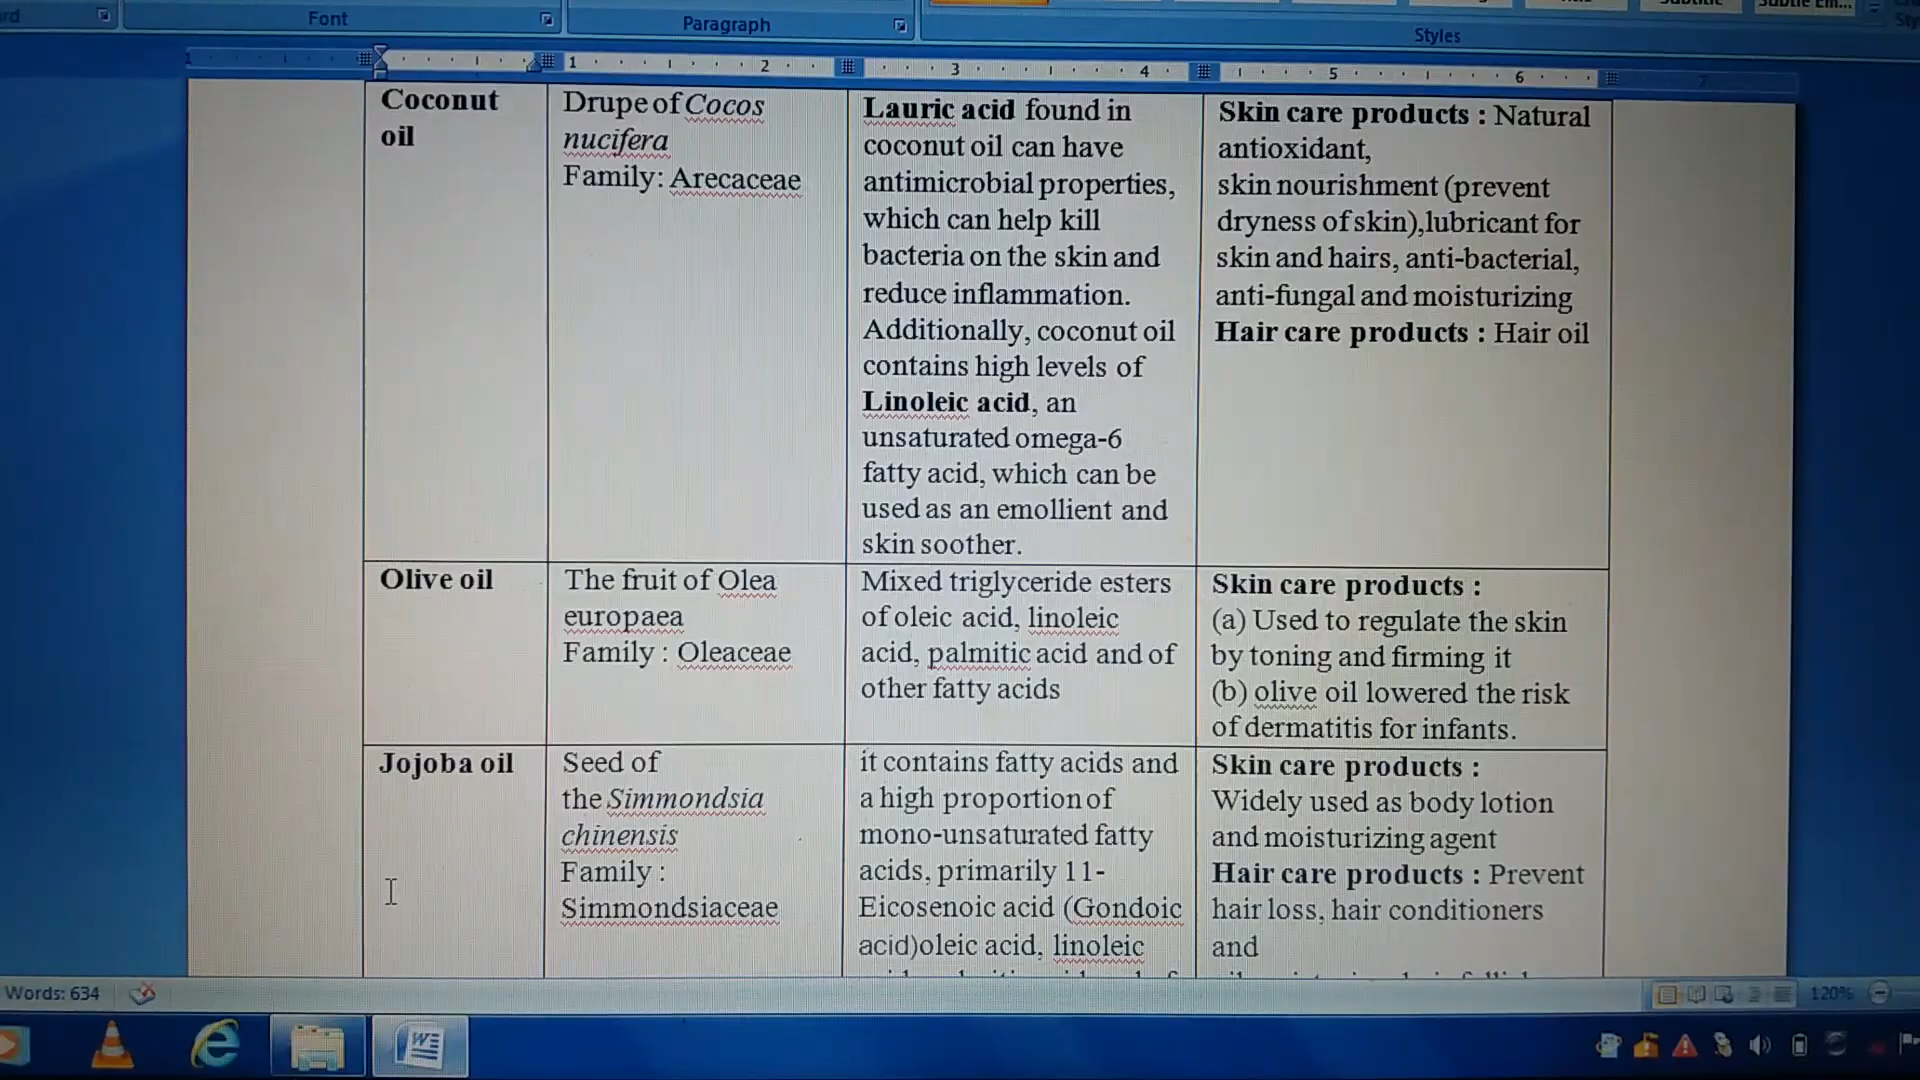 Font
Paragraph
Styles
1 2 3 4 5 6 7
Coconut
oil
Drupe of Cocos
nucifera
Family: Arecaceae
Lauric acid found in
coconut oil can have
antimicrobial properties,
which can help kill
bacteria on the skin and
reduce inflammation.
Additionally, coconut oil
contains high levels of
Linoleic acid, an
unsaturated omega-6
fatty acid, which can be
used as an emollient and
skin soother.
Skin care products : Natural
antioxidant,
skin nourishment (prevent
dryness of skin),lubricant for
skin and hairs, anti-bacterial,
anti-fungal and moisturizing
Hair care products : Hair oil
Olive oil
The fruit of Olea
europaea
Family : Oleaceae
Mixed triglyceride esters
of oleic acid, linoleic
acid, palmitic acid and of
other fatty acids
Skin care products :
(a) Used to regulate the skin
by toning and firming it
(b) olive oil lowered the risk
of dermatitis for infants.
Jojoba oil
Seed of
the Simmondsia
chinensis
Family :
Simmondsiaceae
it contains fatty acids and
a high proportion of
mono-unsaturated fatty
acids, primarily 11-
Eicosenoic acid (Gondoic
acid)oleic acid, linoleic
Skin care products :
Widely used as body lotion
and moisturizing agent
Hair care products : Prevent
hair loss, hair conditioners
and
Words: 634
120%